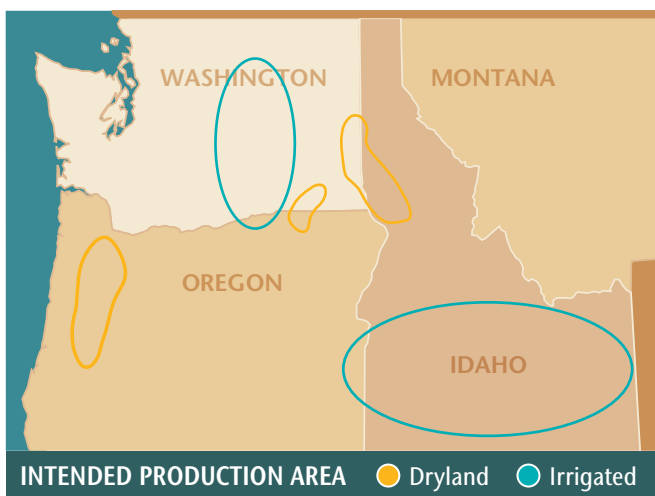 WASHINGTON
MONTANA
OREGON
IDAHO
INTENDED PRODUCTION AREA Dryland Irrigated